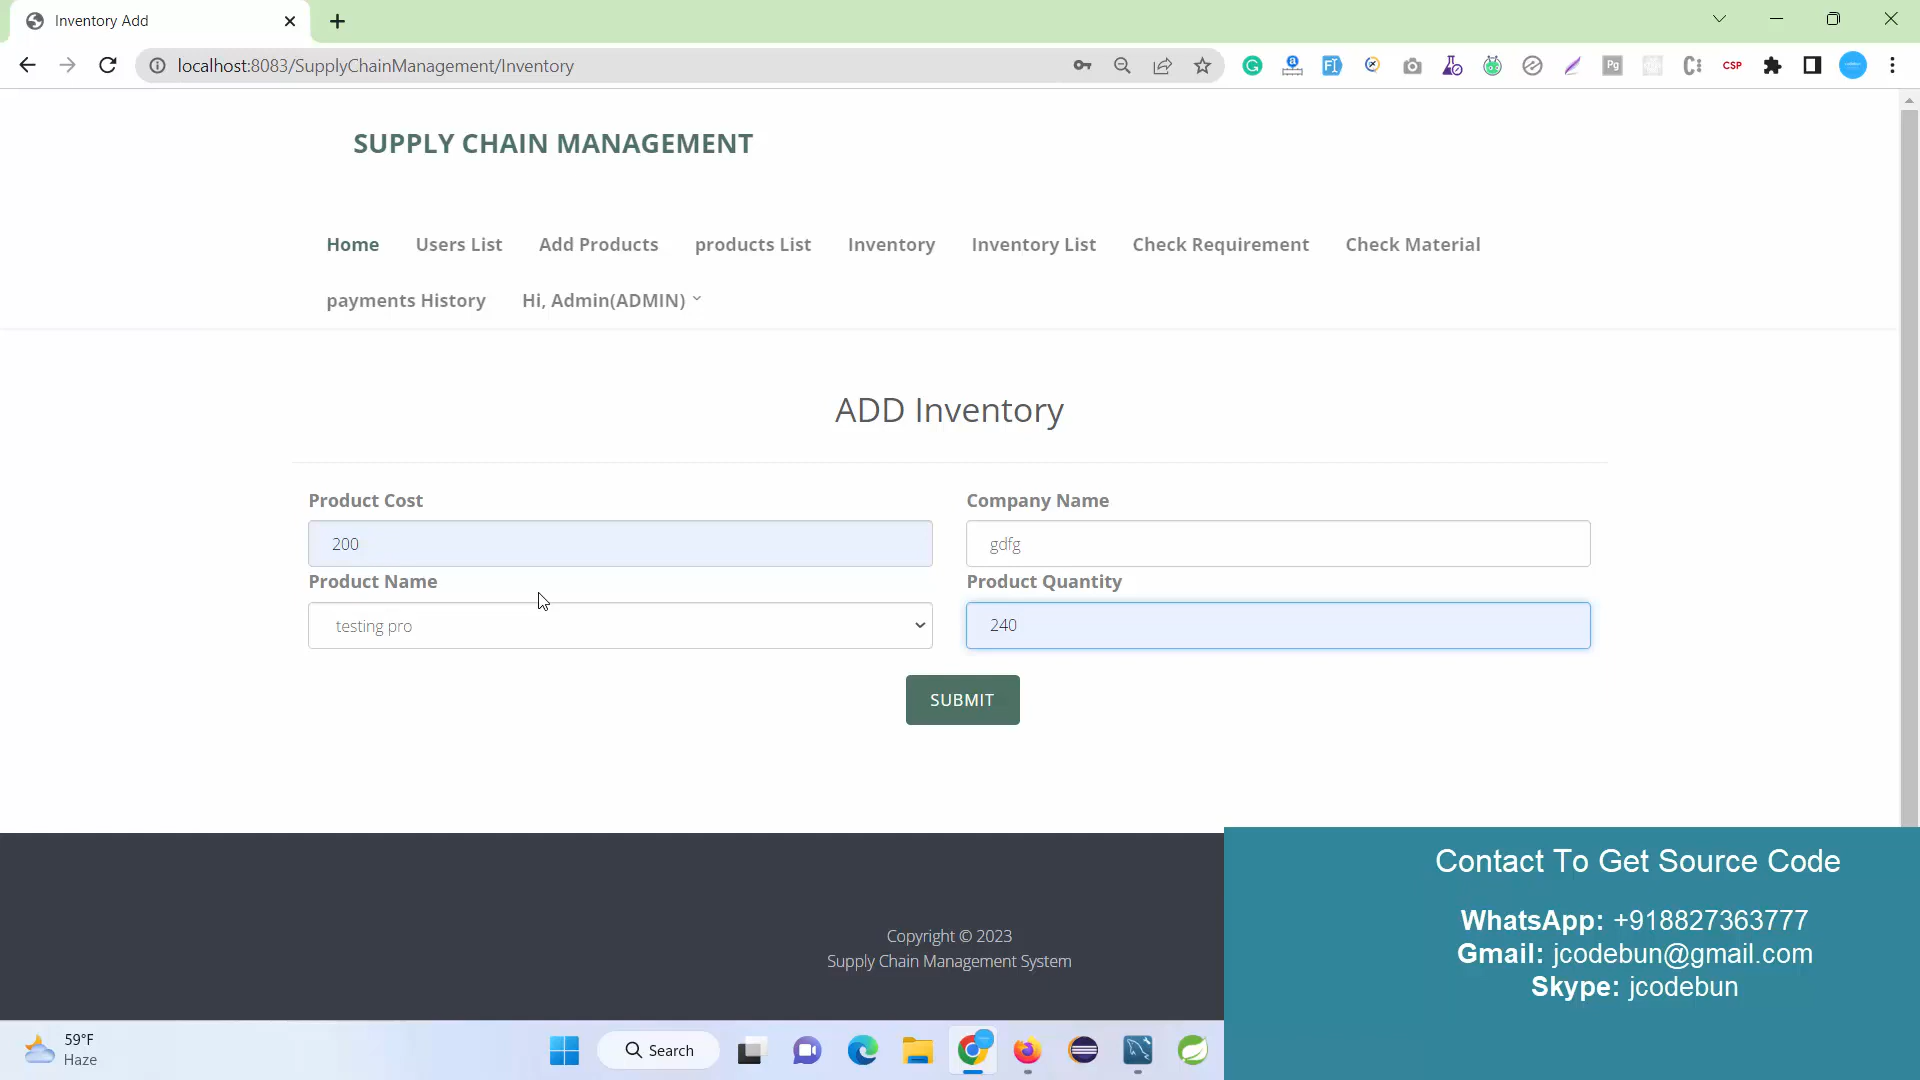 Inventory Add
localhost:8083/SupplyChainManagement/Inventory
CSP
Pg
SUPPLY CHAIN MANAGEMENT
Home Users List Add Products products List Inventory Inventory List Check Requirement Check Material
payments History Hi, Admin(ADMIN)
ADD Inventory
Product Cost Company Name
200 gdfg
Product Name Product Quantity
testing pro 240
SUBMIT
Contact To Get Source Code
WhatsApp: +918827363777
Gmail: jcodebun@gmail.com
Skype: jcodebun
Copyright © 2023
Supply Chain Management System
59°F
Haze
Search